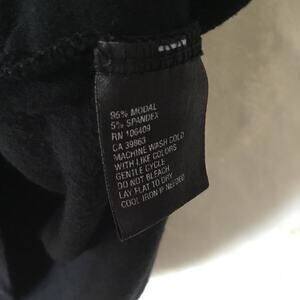 95% MODAL
5% SPANDEX
RN 106409
CA 39863
MACHINE WASH COLD
WITH LIKE COLORS
GENTLE CYCLE
DO NOT BLEACH
LAY FLAT TO DRY
COOL IRON IF NEEDED